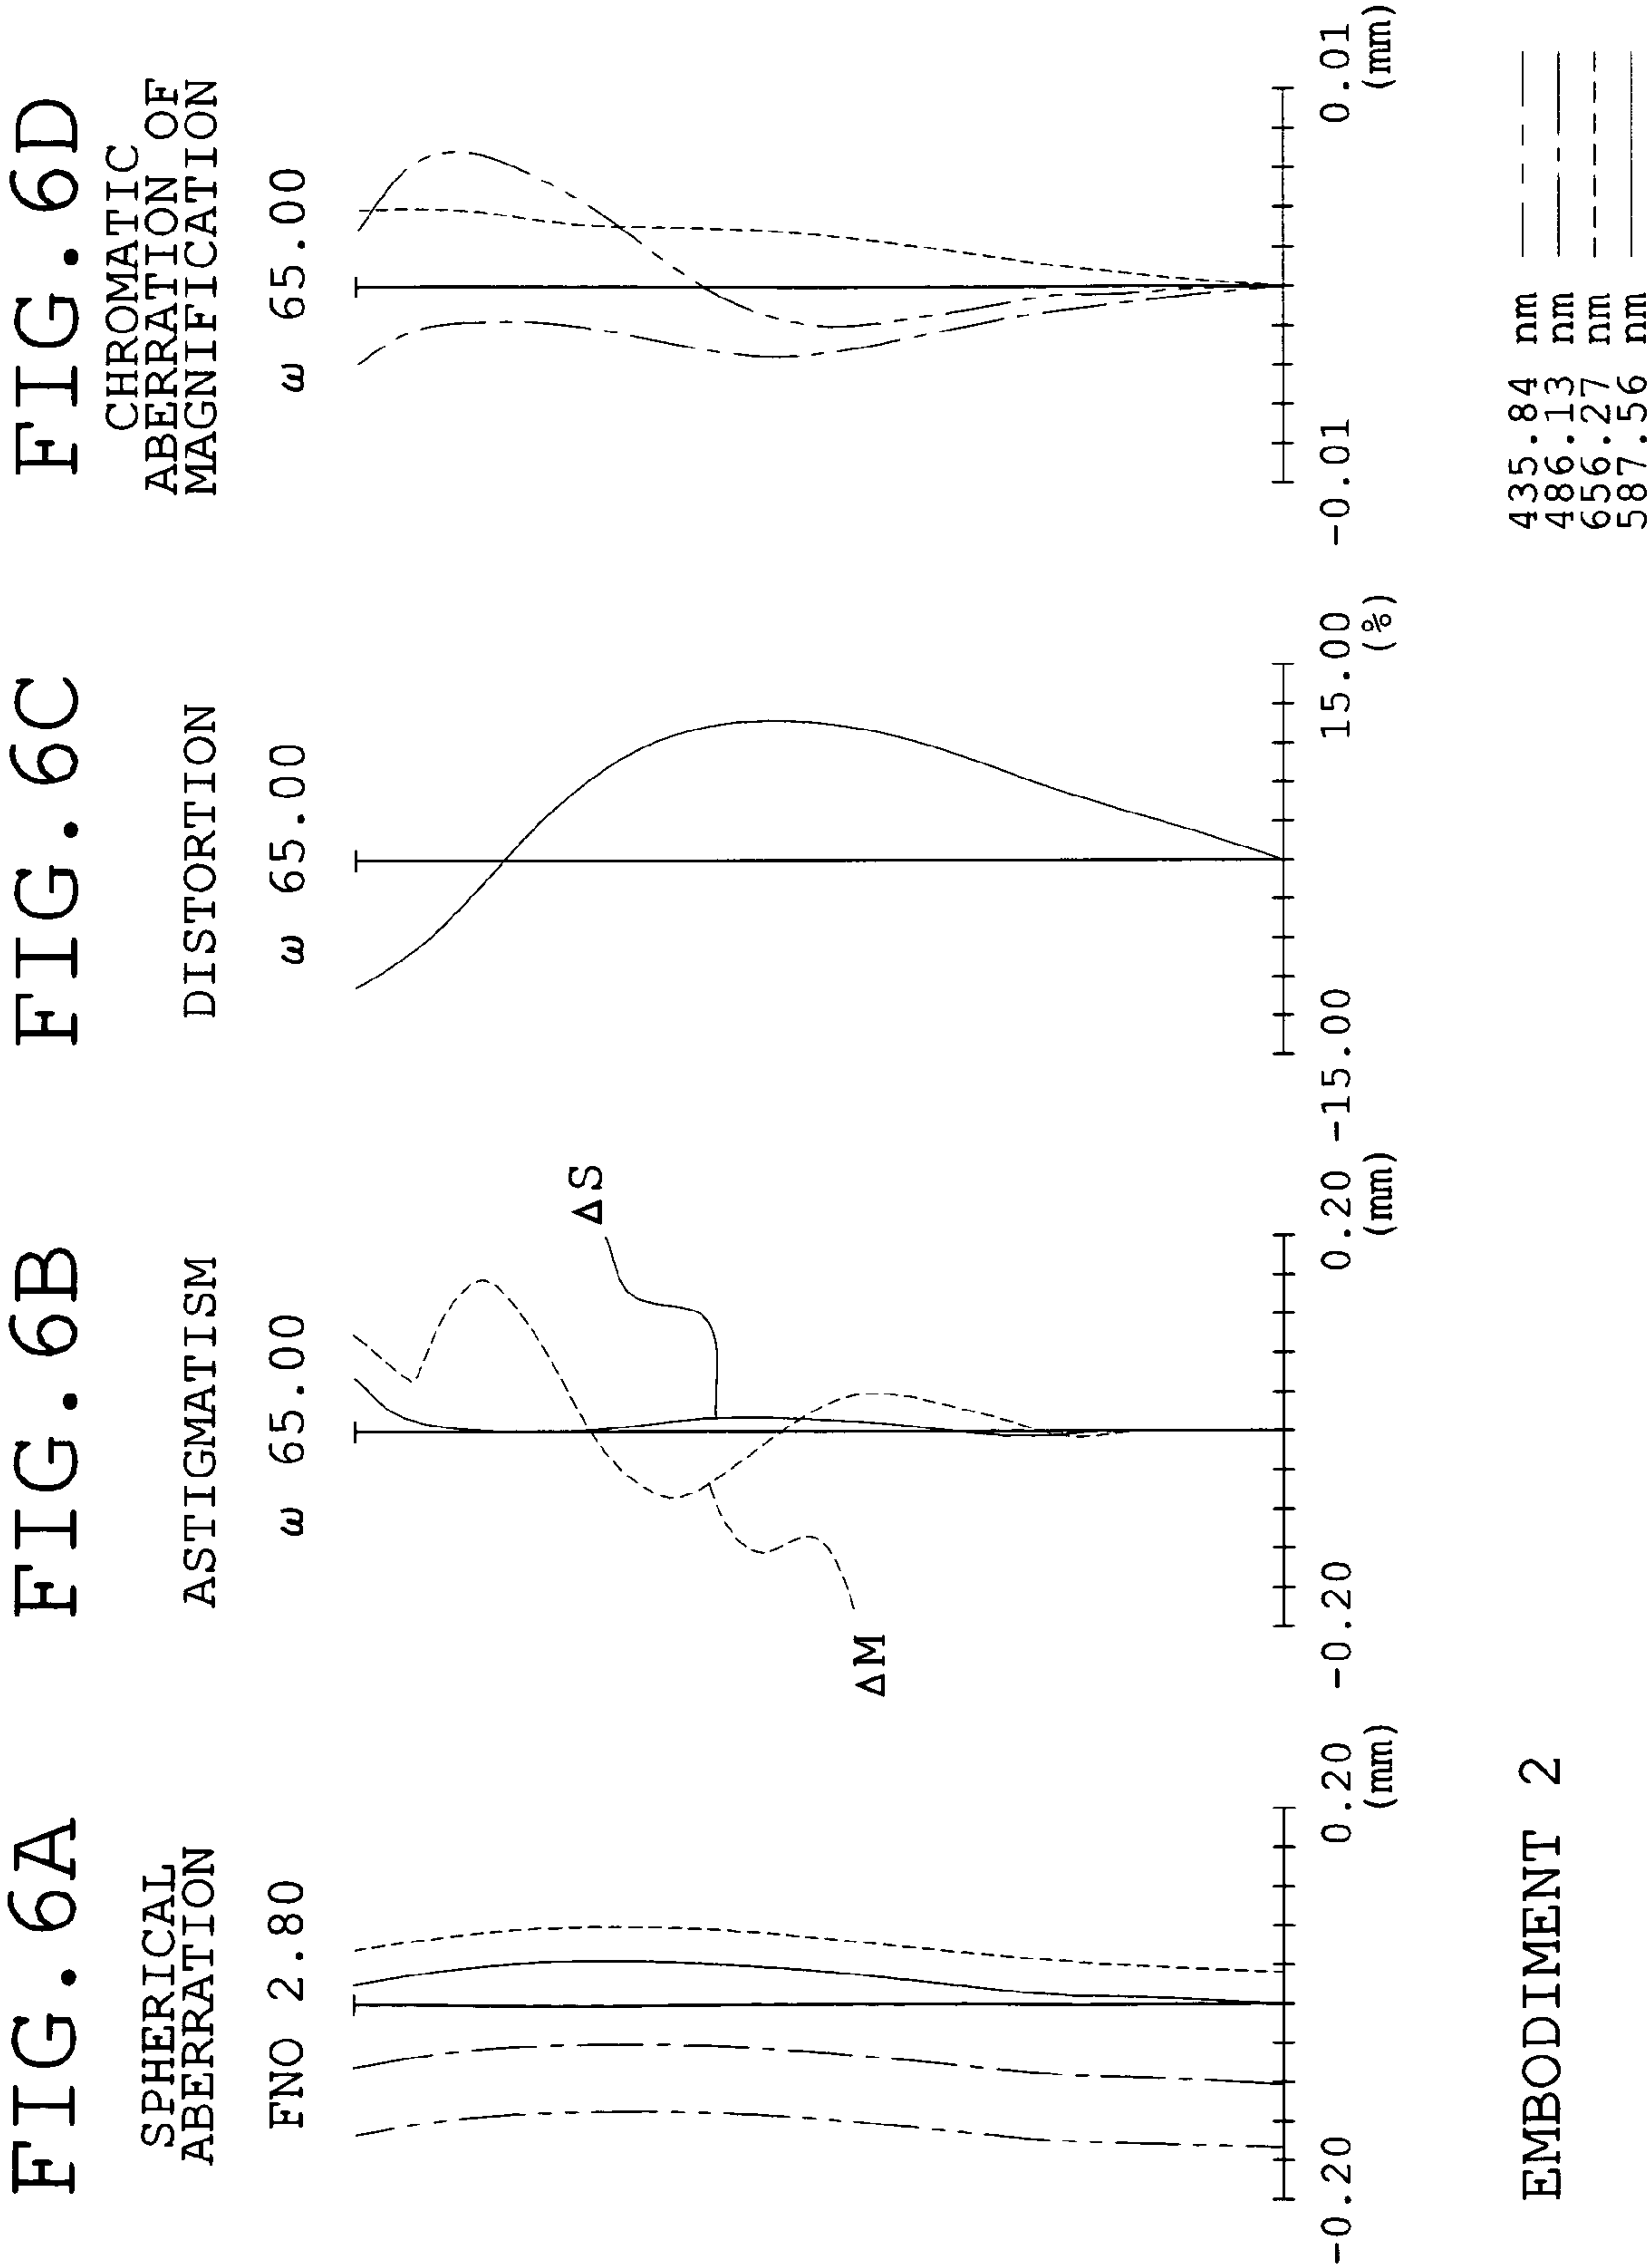 FIG. 6A
SPHERICAL
ABERRATION
FNO 2.80
-0.20
0.20
(mm)
FIG. 6B
ASTIGMATISM
ω 65.00
ΔM
ΔS
-0.20
0.20
(mm)
FIG. 6C
DISTORTION
ω 65.00
-15.00
15.00
(%)
FIG. 6D
CHROMATIC
ABERRATION OF
MAGNIFICATION
ω 65.00
-0.01
0.01
(mm)
EMBODIMENT 2
435.84 nm
486.13 nm
656.27 nm
587.56 nm